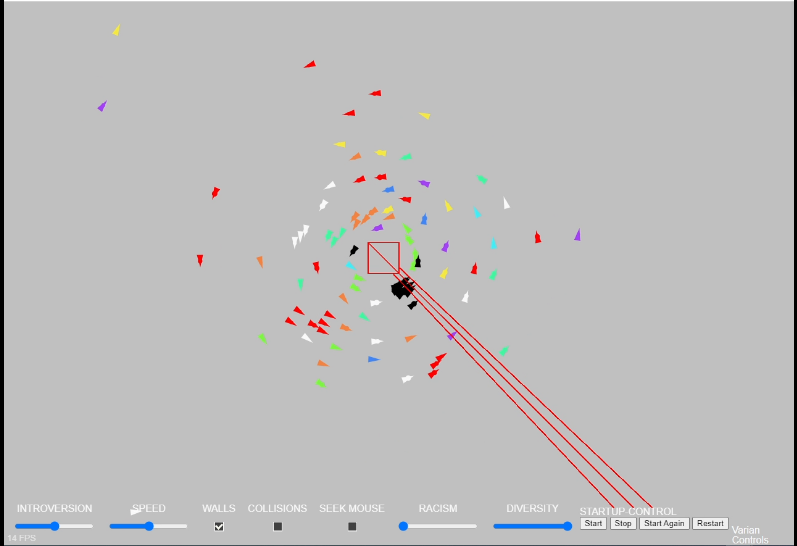 INTROVERSION SPEED WALLS COLLISIONS SEEK MOUSE RACISM DIVERSITY STARTUP-CONTROL
Start Stop Start Again Restart
14 FPS
Varian
Controls